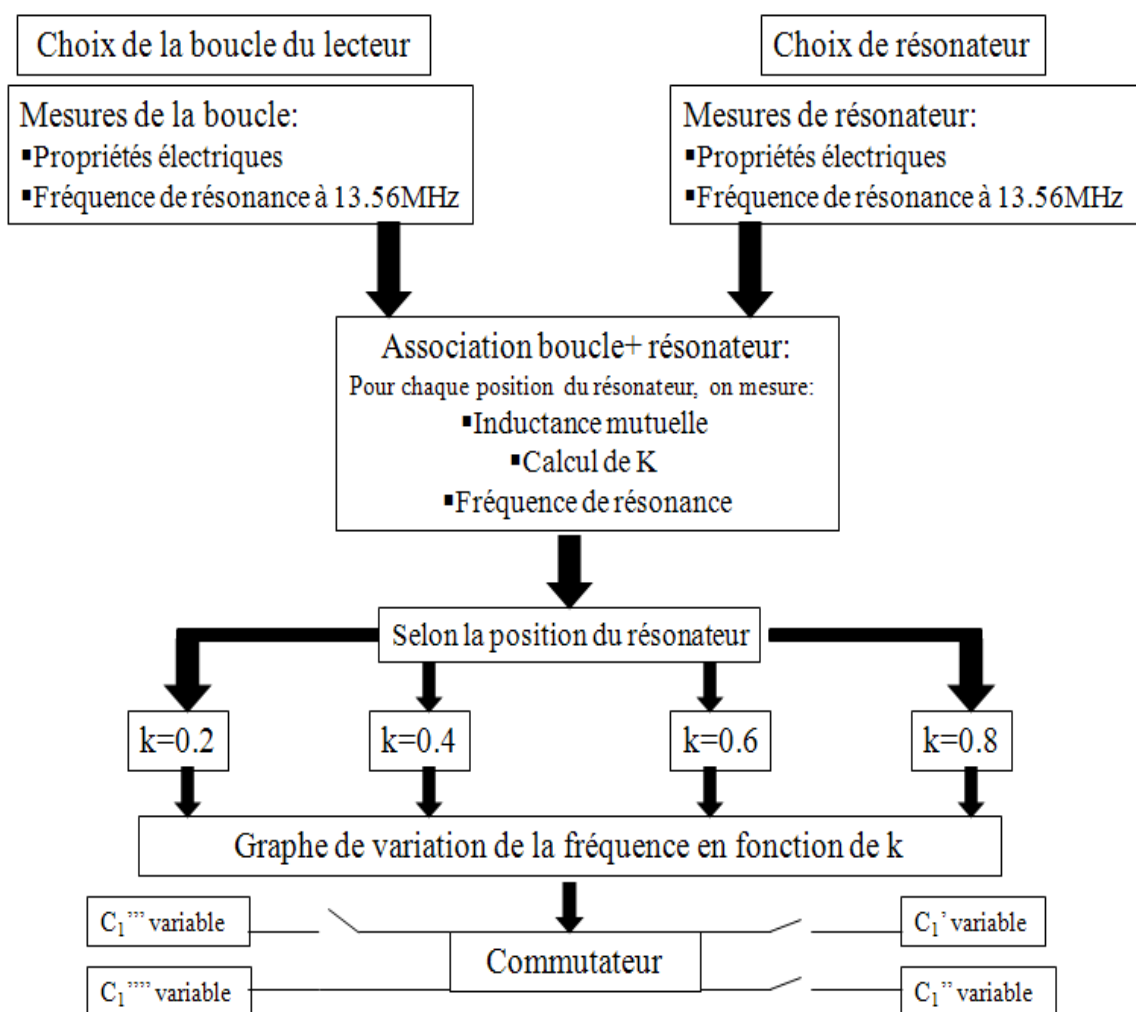 Choix de la boucle du lecteur
Choix de résonateur
Mesures de la boucle:
▪Propriétés électriques
▪Fréquence de résonance à 13.56MHz
Mesures de résonateur:
▪Propriétés électriques
▪Fréquence de résonance à 13.56MHz
Association boucle+ résonateur:
Pour chaque position du résonateur, on mesure:
▪Inductance mutuelle
▪Calcul de K
▪Fréquence de résonance
Selon la position du résonateur
k=0.2
k=0.4
k=0.6
k=0.8
Graphe de variation de la fréquence en fonction de k
C₁’’’ variable
C₁’ variable
Commutateur
C₁’’’’ variable
C₁’’ variable